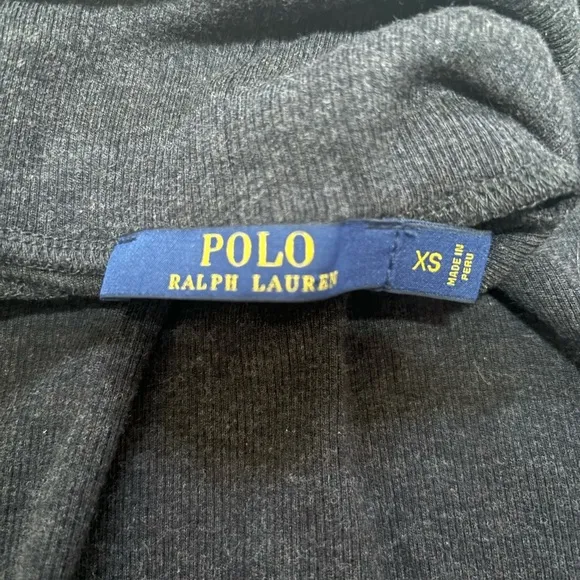 POLO
RALPH LAUREN
XS
MADE IN
PERU